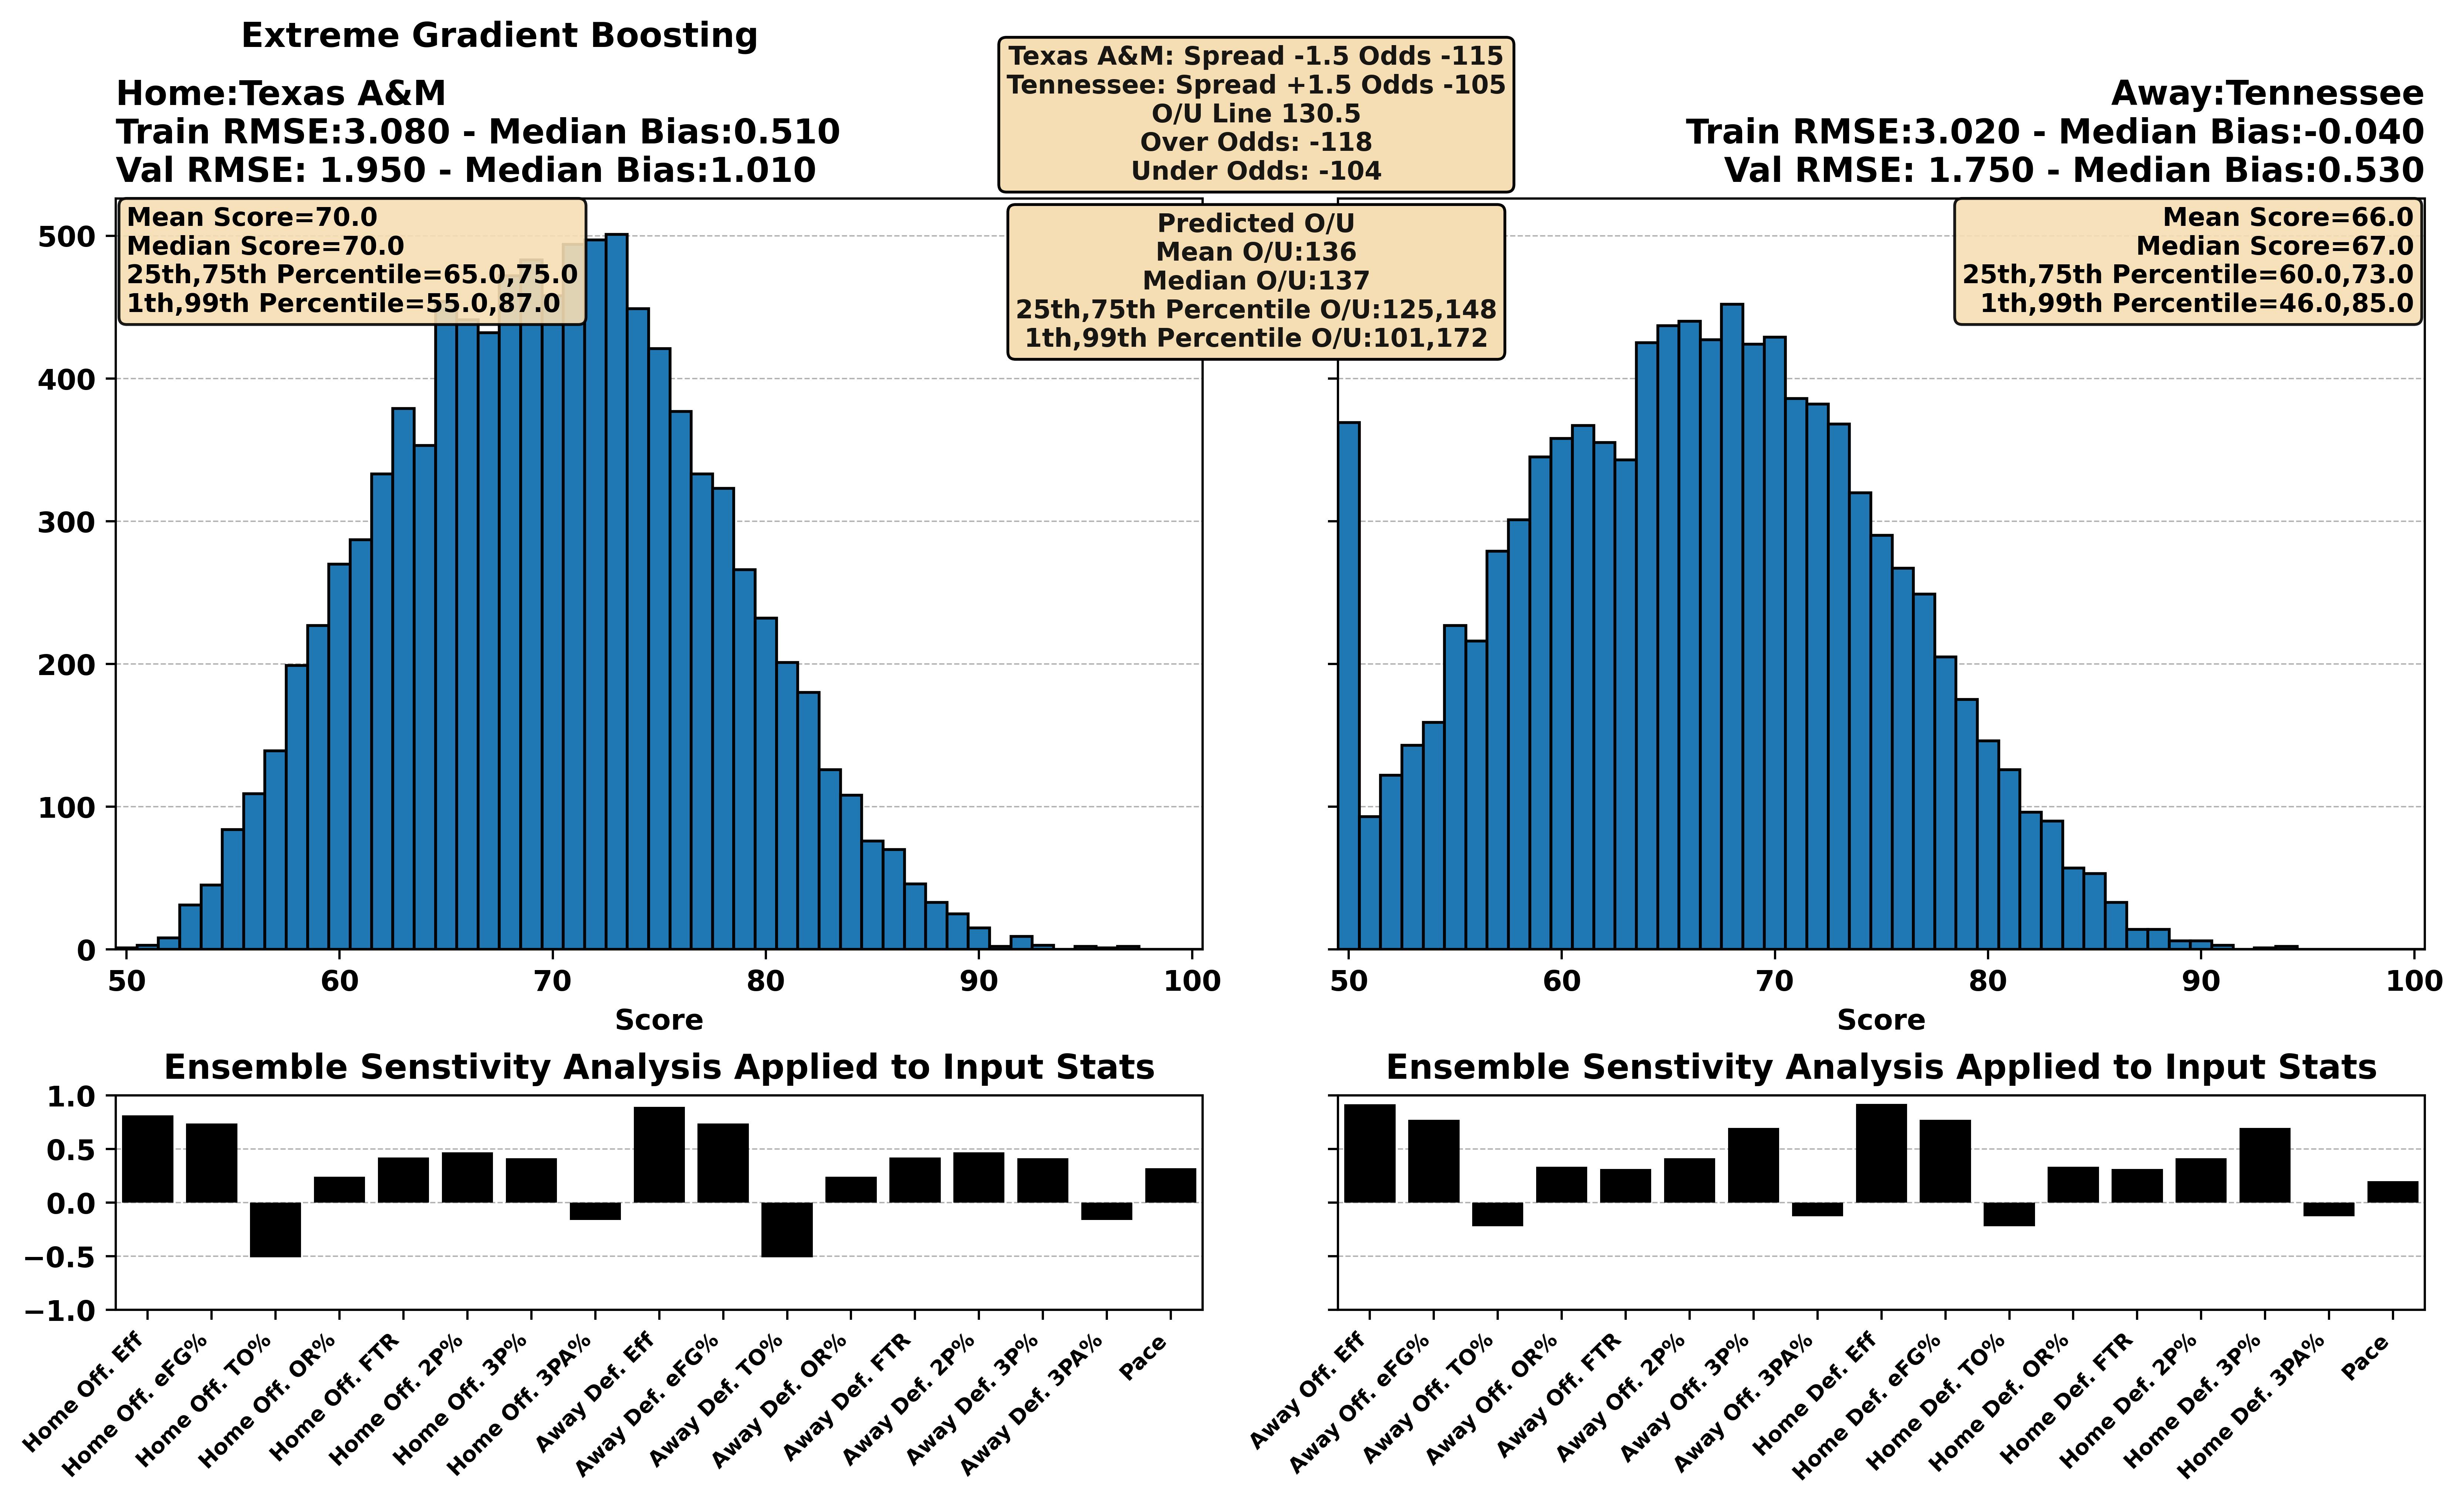 Extreme Gradient Boosting
Home:Texas A&M
Train RMSE:3.080 - Median Bias:0.510
Val RMSE: 1.950 - Median Bias:1.010
Texas A&M: Spread -1.5 Odds -115
Tennessee: Spread +1.5 Odds -105
O/U Line 130.5
Over Odds: -118
Under Odds: -104
Away:Tennessee
Train RMSE:3.020 - Median Bias:-0.040
Val RMSE: 1.750 - Median Bias:0.530
Mean Score=70.0
Median Score=70.0
25th,75th Percentile=65.0,75.0
1th,99th Percentile=55.0,87.0
Predicted O/U
Mean O/U:136
Median O/U:137
25th,75th Percentile O/U:125,148
1th,99th Percentile O/U:101,172
Mean Score=66.0
Median Score=67.0
25th,75th Percentile=60.0,73.0
1th,99th Percentile=46.0,85.0
500
400
300
200
100
0
50 60 70 80 90 100
Score
50 60 70 80 90 100
Score
Ensemble Senstivity Analysis Applied to Input Stats
1.0
0.5
0.0
−0.5
−1.0
Home Off. Eff
Home Off. eFG%
Home Off. TO%
Home Off. OR%
Home Off. FTR
Home Off. 2P%
Home Off. 3P%
Home Off. 3PA%
Away Def. Eff
Away Def. eFG%
Away Def. TO%
Away Def. OR%
Away Def. FTR
Away Def. 2P%
Away Def. 3P%
Away Def. 3PA%
Pace
Ensemble Senstivity Analysis Applied to Input Stats
Away Off. Eff
Away Off. eFG%
Away Off. TO%
Away Off. OR%
Away Off. FTR
Away Off. 2P%
Away Off. 3P%
Away Off. 3PA%
Home Def. Eff
Home Def. eFG%
Home Def. TO%
Home Def. OR%
Home Def. FTR
Home Def. 2P%
Home Def. 3P%
Home Def. 3PA%
Pace